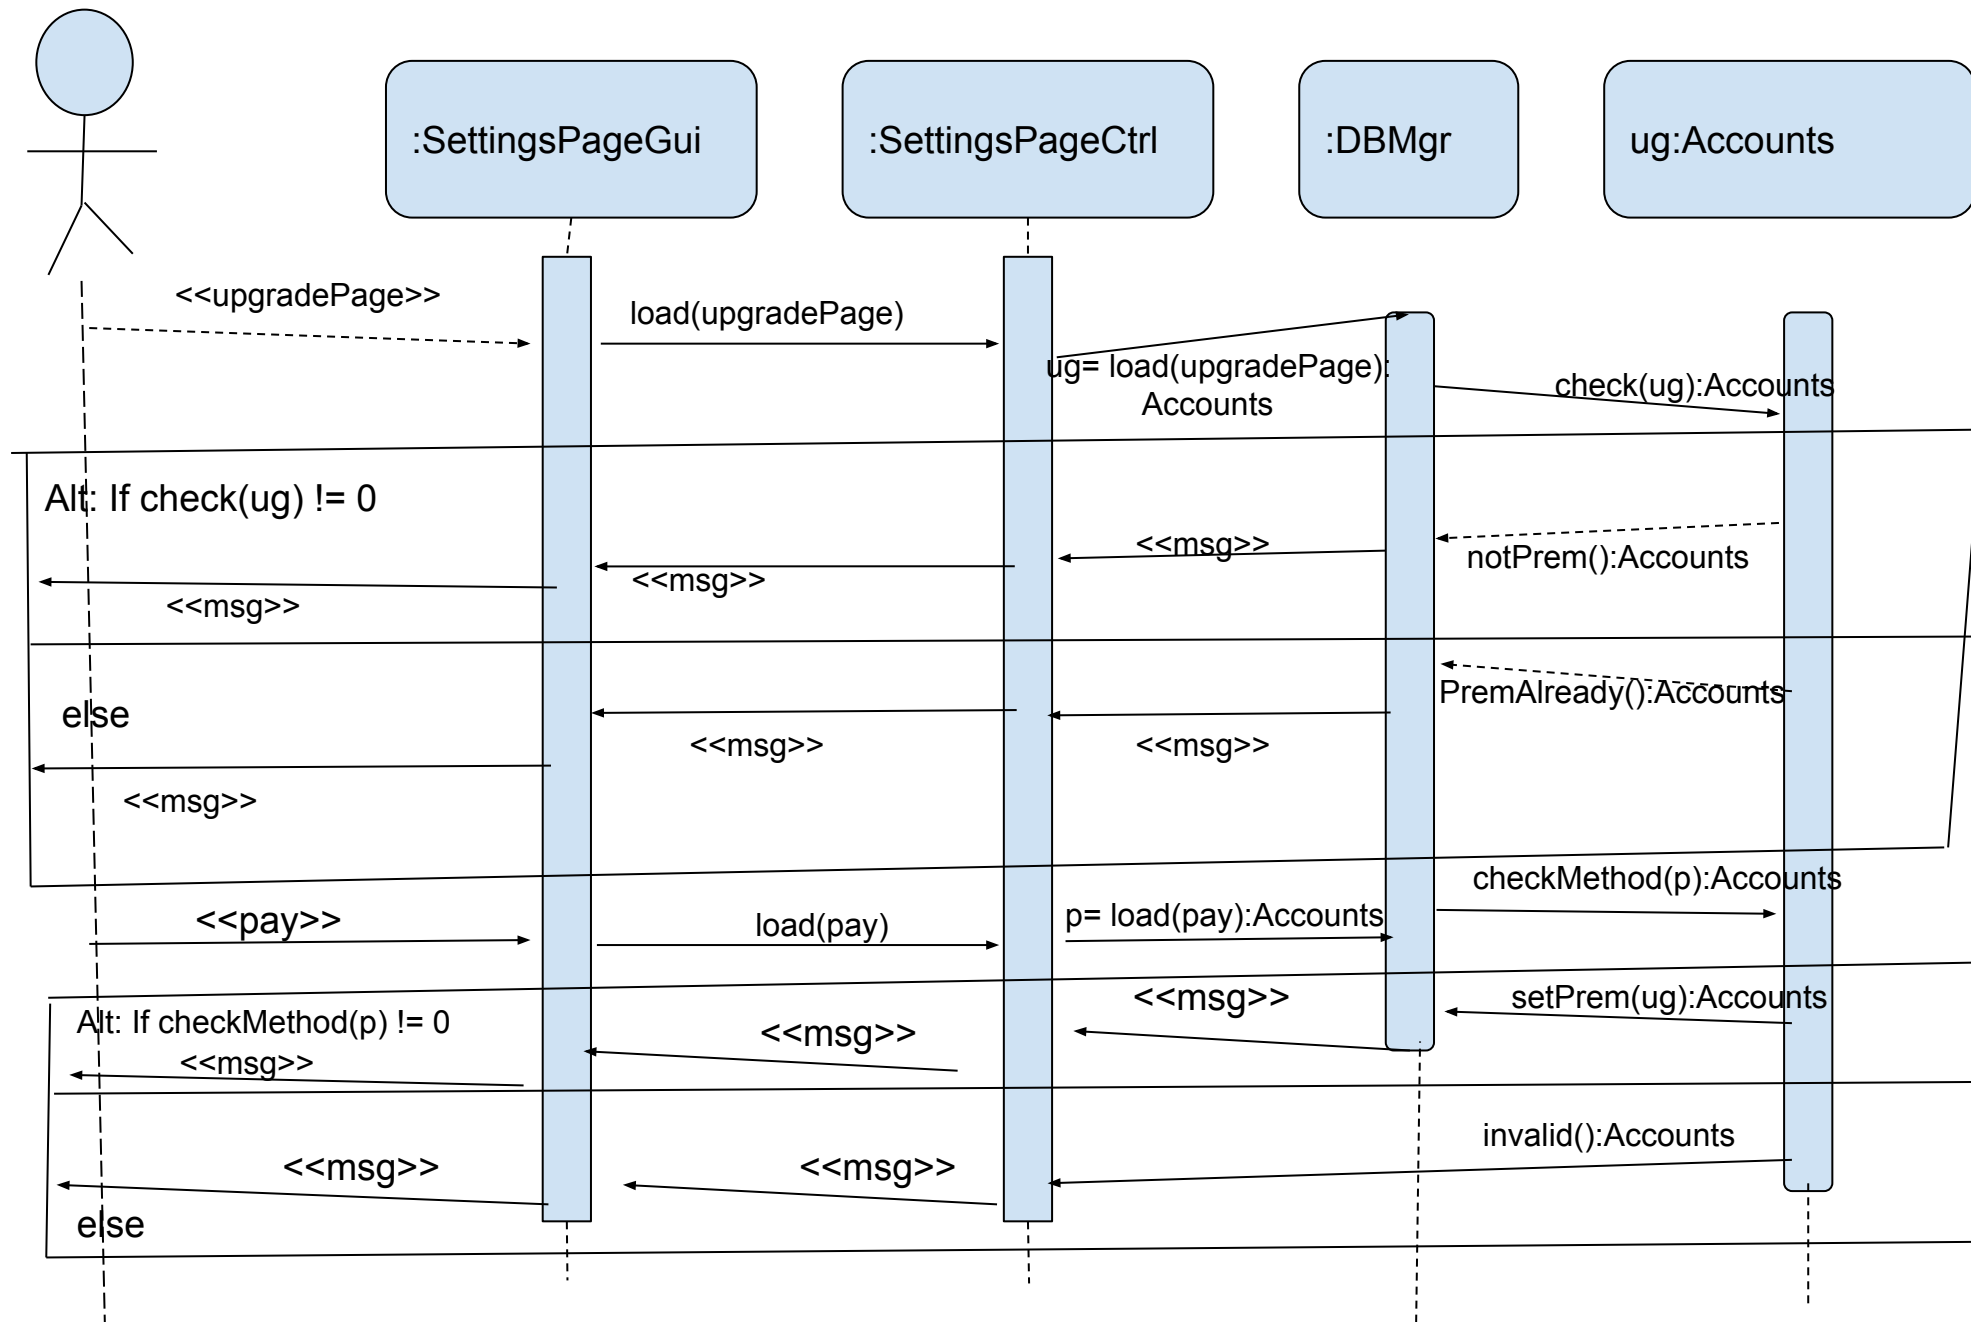 :SettingsPageGui
:SettingsPageCtrl
:DBMgr
ug:Accounts
<<upgradePage>>
load(upgradePage)
ug= load(upgradePage):
Accounts
check(ug):Accounts
Alt: If check(ug) != 0
<<msg>>
notPrem():Accounts
<<msg>>
<<msg>>
PremAlready():Accounts
else
<<msg>>
<<msg>>
<<msg>>
checkMethod(p):Accounts
<<pay>>
load(pay)
p= load(pay):Accounts
<<msg>>
setPrem(ug):Accounts
Alt: If checkMethod(p) != 0
<<msg>>
<<msg>>
invalid():Accounts
<<msg>>
<<msg>>
else